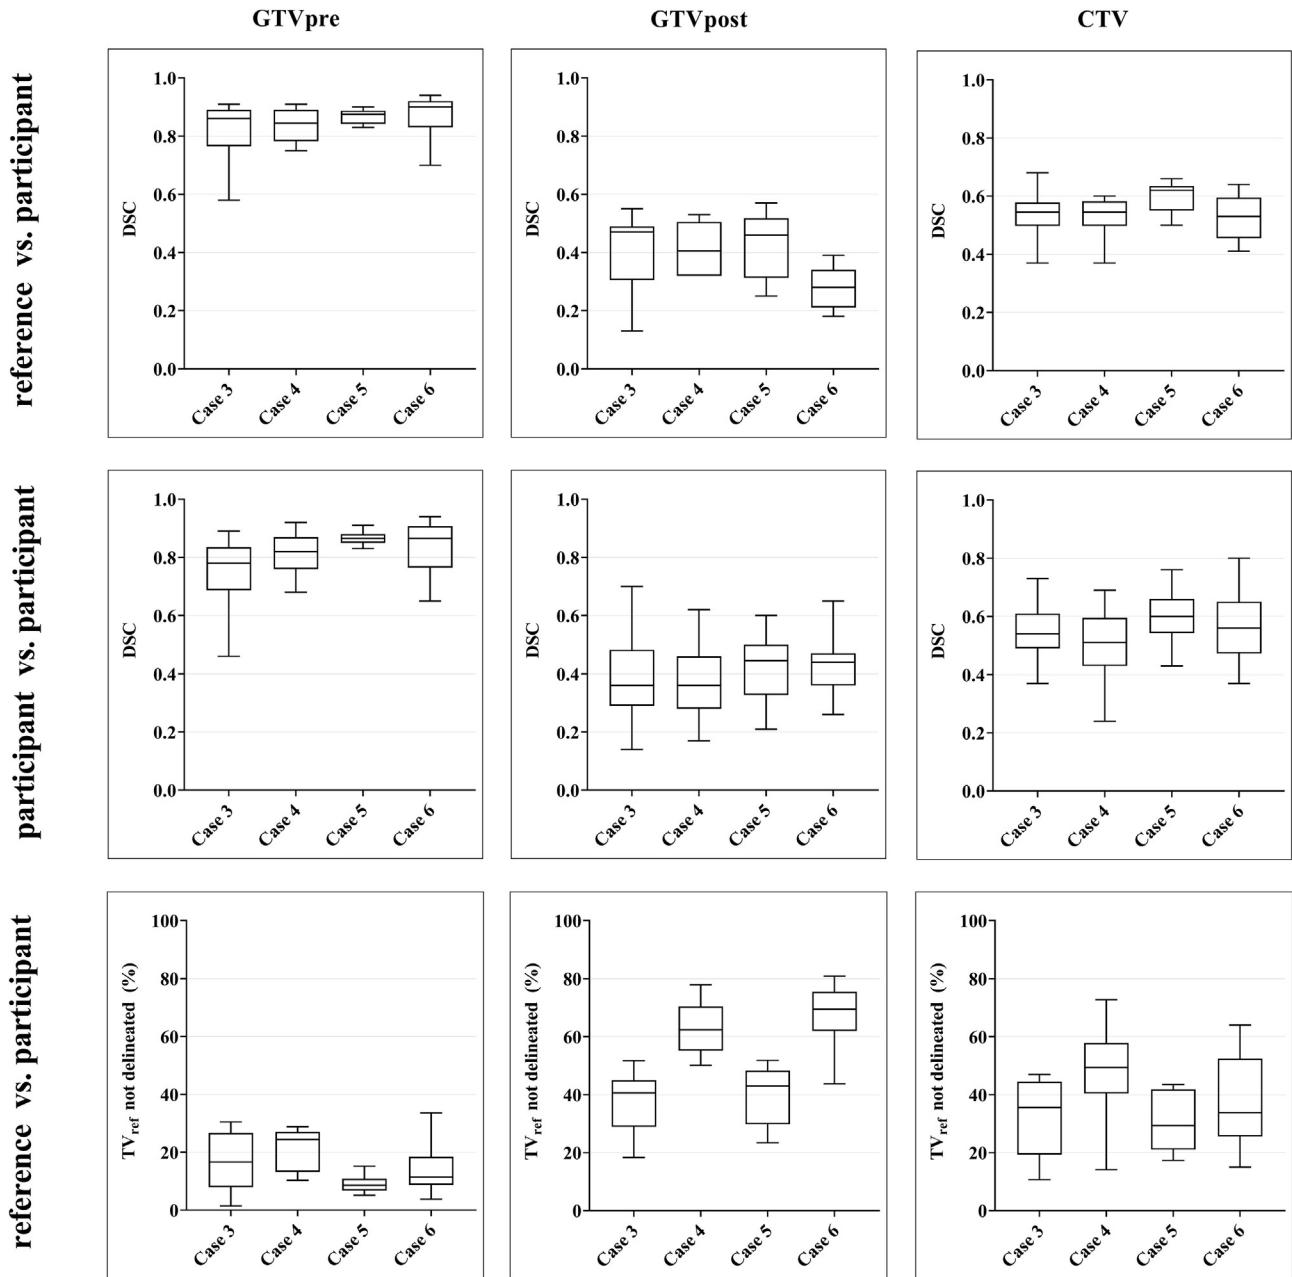 GTVpre
GTVpost
CTV
reference vs. participant
DSC
1.0
0.8
0.6
0.4
0.2
0.0
Case 3
Case 4
Case 5
Case 6
DSC
1.0
0.8
0.6
0.4
0.2
0.0
Case 3
Case 4
Case 5
Case 6
DSC
1.0
0.8
0.6
0.4
0.2
0.0
Case 3
Case 4
Case 5
Case 6
participant vs. participant
DSC
1.0
0.8
0.6
0.4
0.2
0.0
Case 3
Case 4
Case 5
Case 6
DSC
1.0
0.8
0.6
0.4
0.2
0.0
Case 3
Case 4
Case 5
Case 6
DSC
1.0
0.8
0.6
0.4
0.2
0.0
Case 3
Case 4
Case 5
Case 6
reference vs. participant
TVref not delineated (%)
100
80
60
40
20
0
Case 3
Case 4
Case 5
Case 6
TVref not delineated (%)
100
80
60
40
20
0
Case 3
Case 4
Case 5
Case 6
TVref not delineated (%)
100
80
60
40
20
0
Case 3
Case 4
Case 5
Case 6